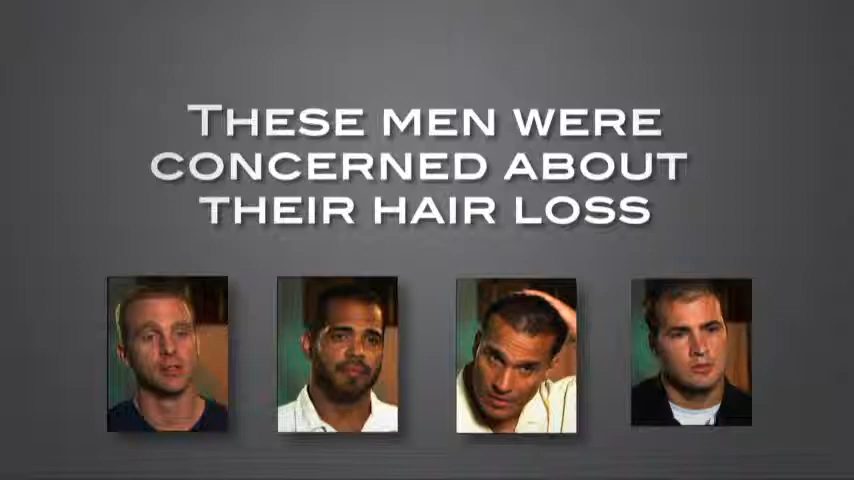 THESE MEN WERE
CONCERNED ABOUT
THEIR HAIR LOSS